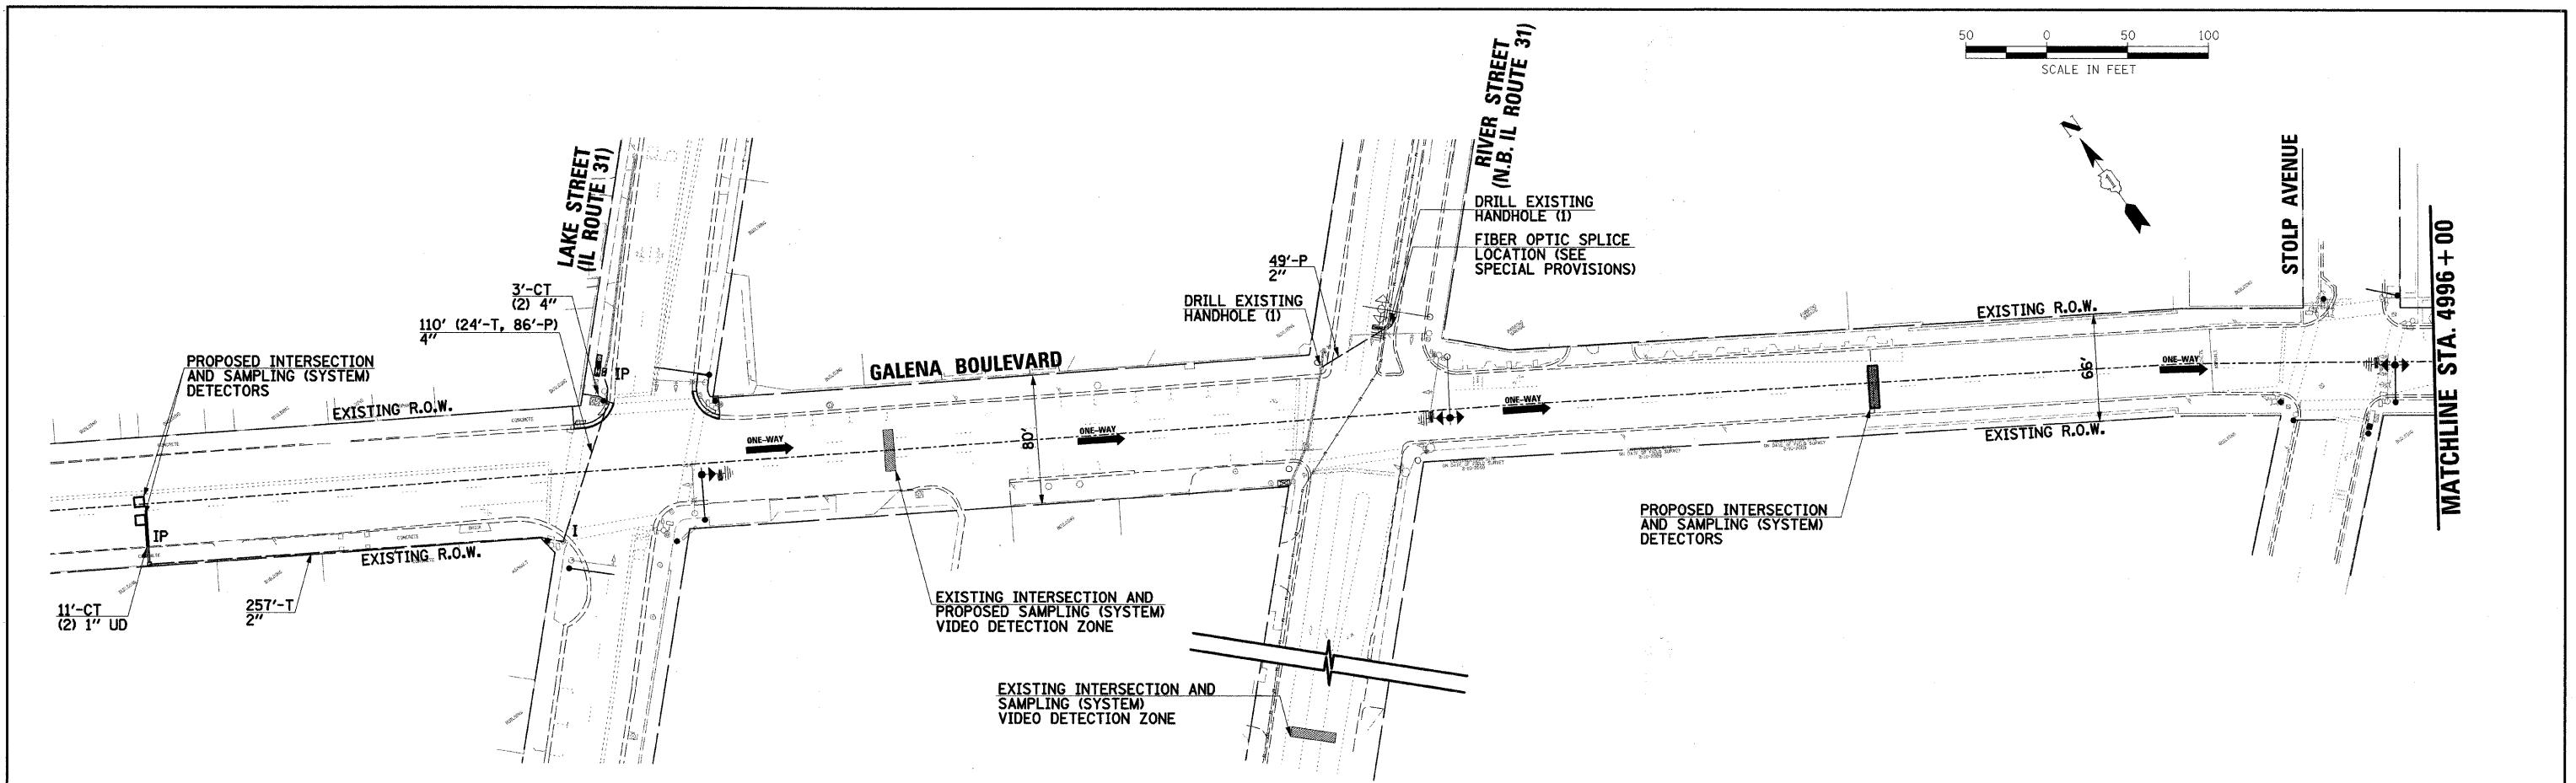 50 0 50 100
SCALE IN FEET
N
1
LAKE STREET
(IL ROUTE 31)
RIVER STREET
(N.B. IL ROUTE 31)
STOLP AVENUE
MATCHLINE STA. 4996+00
DRILL EXISTING
HANDHOLE (1)
FIBER OPTIC SPLICE
LOCATION (SEE
SPECIAL PROVISIONS)
49'-P
2"
DRILL EXISTING
HANDHOLE (1)
3'-CT
(2) 4"
110' (24'-T, 86'-P)
4"
PROPOSED INTERSECTION
AND SAMPLING (SYSTEM)
DETECTORS
IP
EXISTING R.O.W.
GALENA BOULEVARD
EXISTING R.O.W.
ONE-WAY
ONE-WAY
ONE-WAY
ONE-WAY
80'
66'
EXISTING R.O.W.
IP
I
EXISTING R.O.W.
11'-CT
(2) 1" UD
257'-T
2"
PROPOSED INTERSECTION
AND SAMPLING (SYSTEM)
DETECTORS
EXISTING INTERSECTION AND
PROPOSED SAMPLING (SYSTEM)
VIDEO DETECTION ZONE
EXISTING INTERSECTION AND
SAMPLING (SYSTEM)
VIDEO DETECTION ZONE